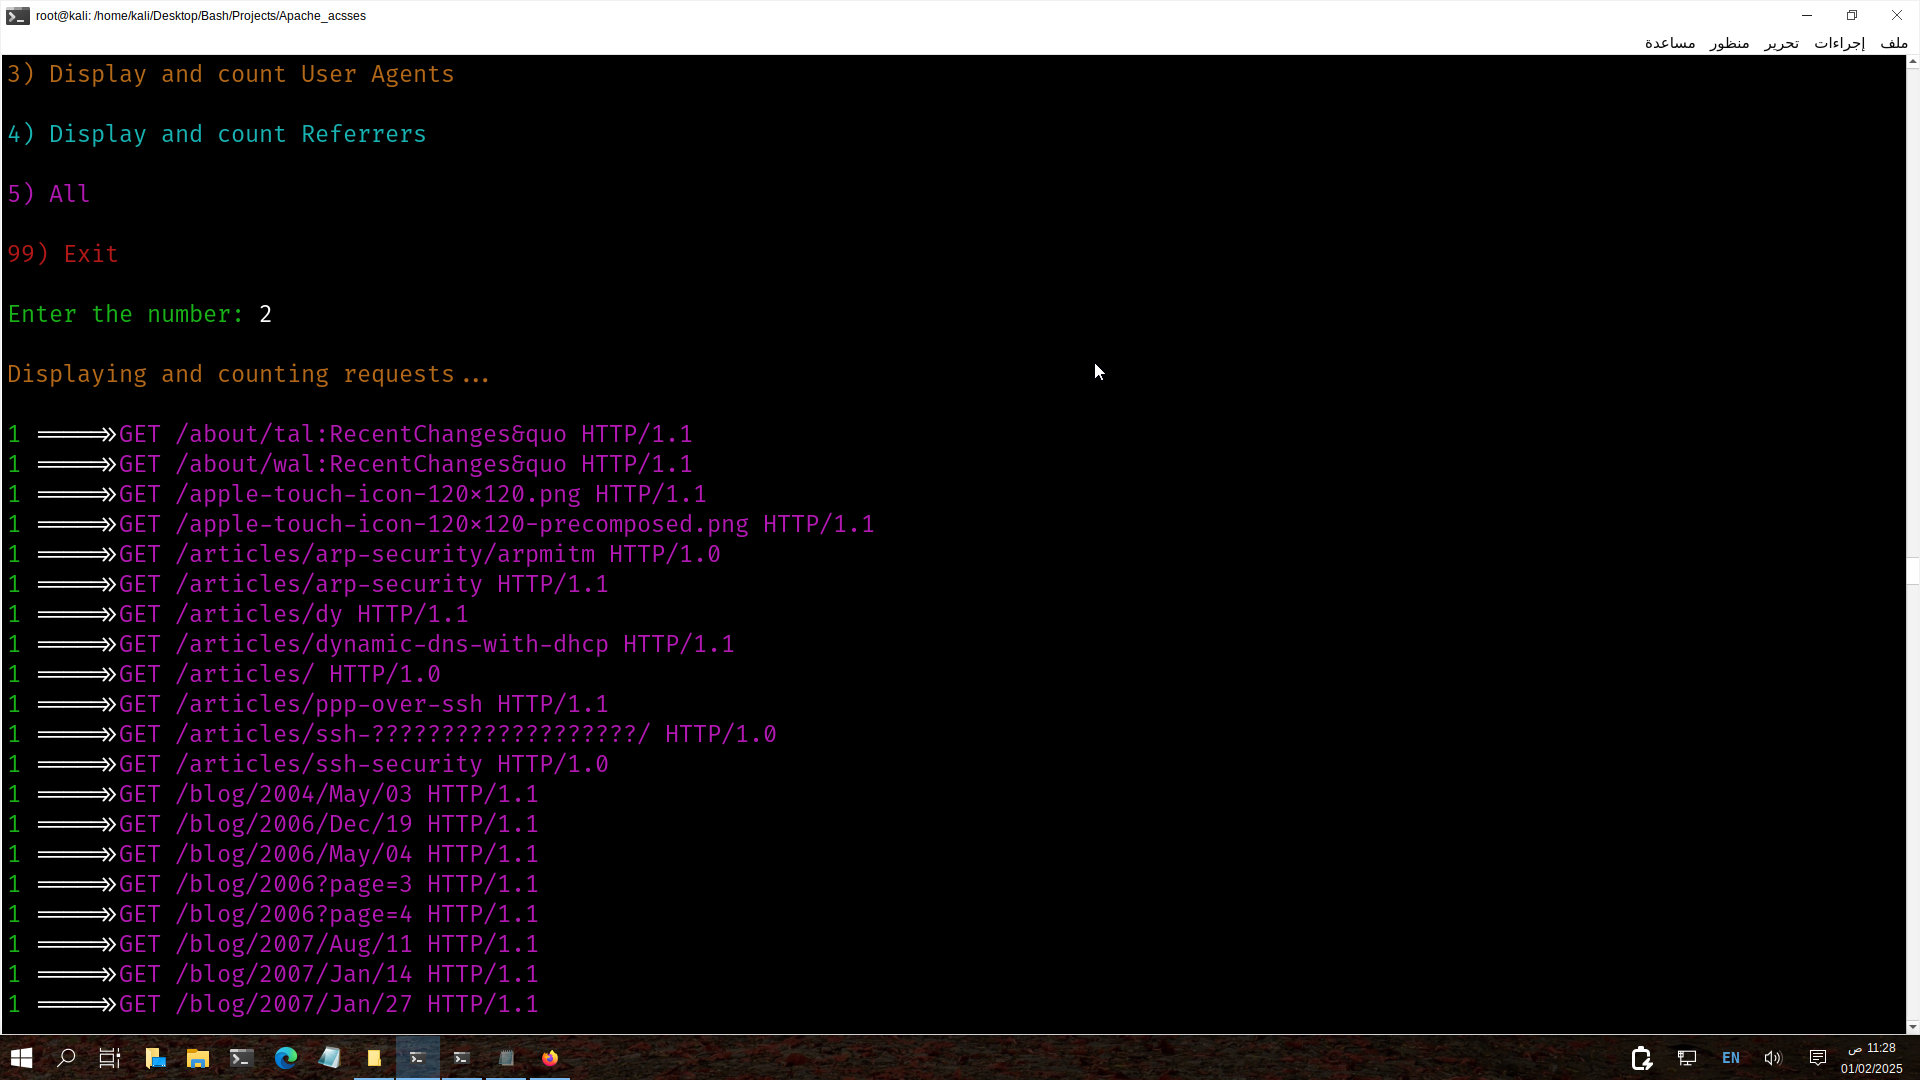 root@kali: /home/kali/Desktop/Bash/Projects/Apache_acsses
ملف إجراءات تحرير منظور مساعدة
3) Display and count User Agents
4) Display and count Referrers
5) All
99) Exit
Enter the number: 2
Displaying and counting requests...
1 ======>>GET /about/tal:RecentChanges&quo HTTP/1.1
1 ======>>GET /about/wal:RecentChanges&quo HTTP/1.1
1 ======>>GET /apple-touch-icon-120×120.png HTTP/1.1
1 ======>>GET /apple-touch-icon-120×120-precomposed.png HTTP/1.1
1 ======>>GET /articles/arp-security/arpmitm HTTP/1.0
1 ======>>GET /articles/arp-security HTTP/1.1
1 ======>>GET /articles/dy HTTP/1.1
1 ======>>GET /articles/dynamic-dns-with-dhcp HTTP/1.1
1 ======>>GET /articles/ HTTP/1.0
1 ======>>GET /articles/ppp-over-ssh HTTP/1.1
1 ======>>GET /articles/ssh-???????????????????/ HTTP/1.0
1 ======>>GET /articles/ssh-security HTTP/1.0
1 ======>>GET /blog/2004/May/03 HTTP/1.1
1 ======>>GET /blog/2006/Dec/19 HTTP/1.1
1 ======>>GET /blog/2006/May/04 HTTP/1.1
1 ======>>GET /blog/2006?page=3 HTTP/1.1
1 ======>>GET /blog/2006?page=4 HTTP/1.1
1 ======>>GET /blog/2007/Aug/11 HTTP/1.1
1 ======>>GET /blog/2007/Jan/14 HTTP/1.1
1 ======>>GET /blog/2007/Jan/27 HTTP/1.1
EN
11:28 ص
01/02/2025